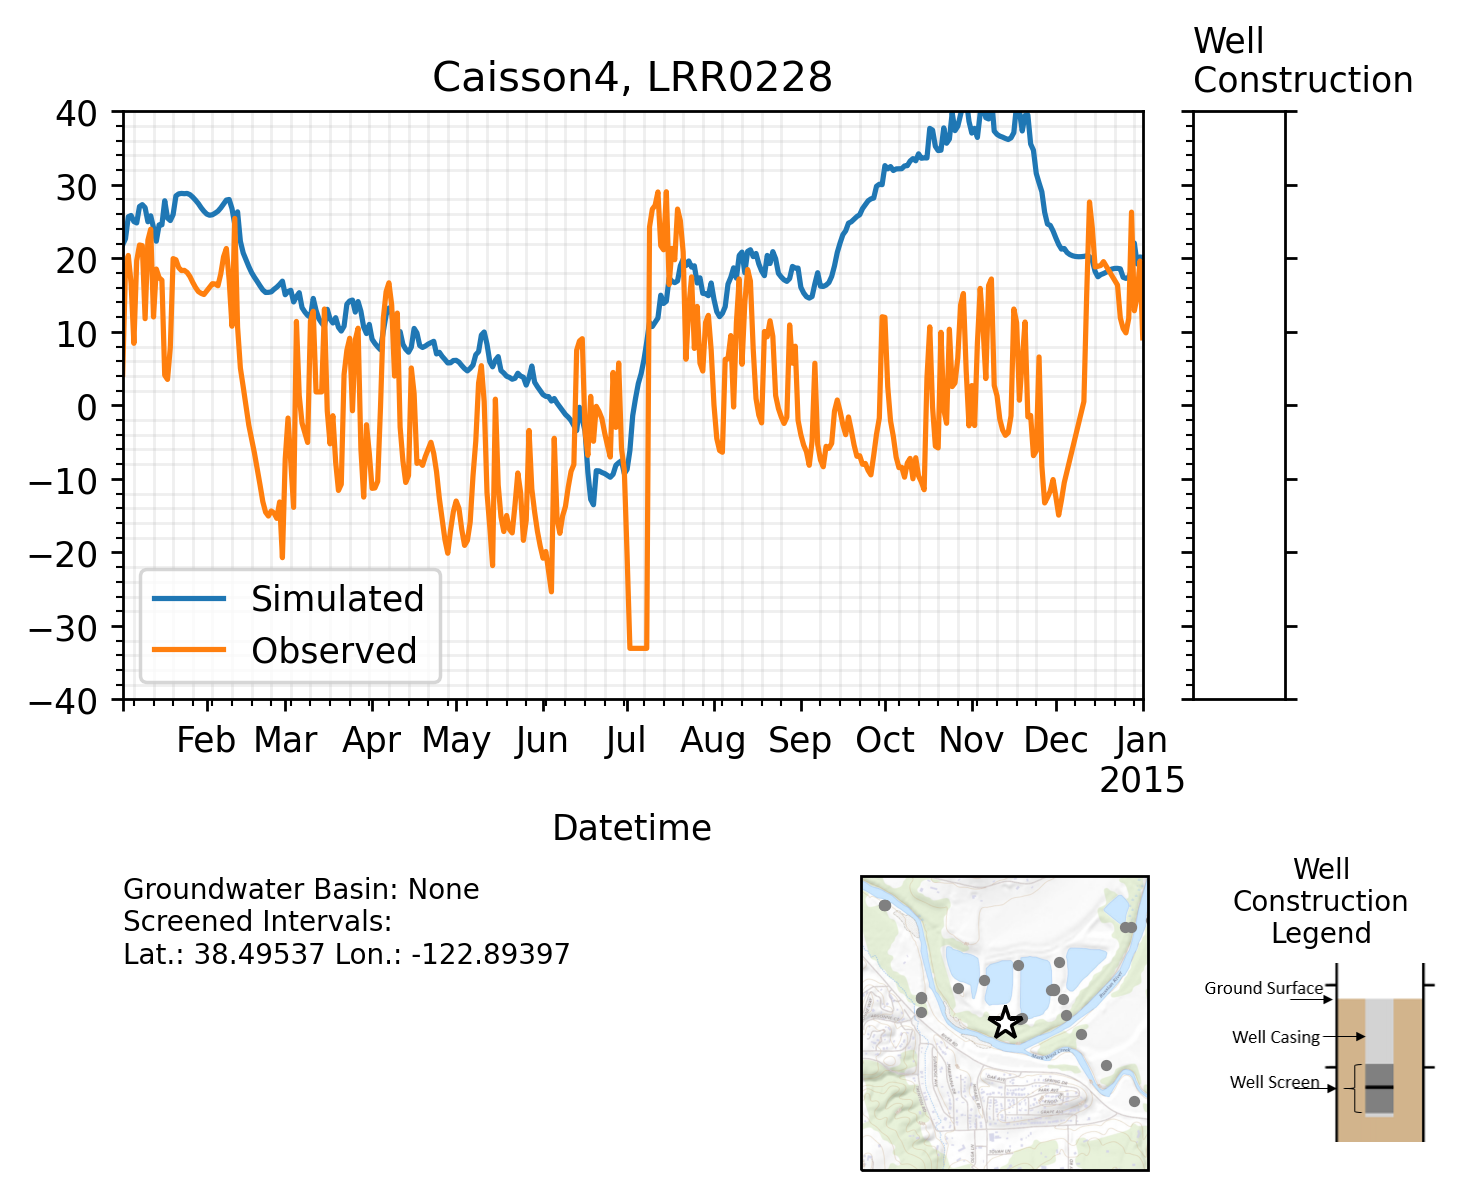 Well
Construction
Caisson4, LRR0228
40
30
20
10
0
−10
−20
−30
−40
Simulated
Observed
Feb Mar Apr May Jun Jul Aug Sep Oct Nov Dec Jan
2015
Datetime
Groundwater Basin: None
Screened Intervals:
Lat.: 38.49537 Lon.: -122.89397
Well
Construction
Legend
Ground Surface
Well Casing
Well Screen